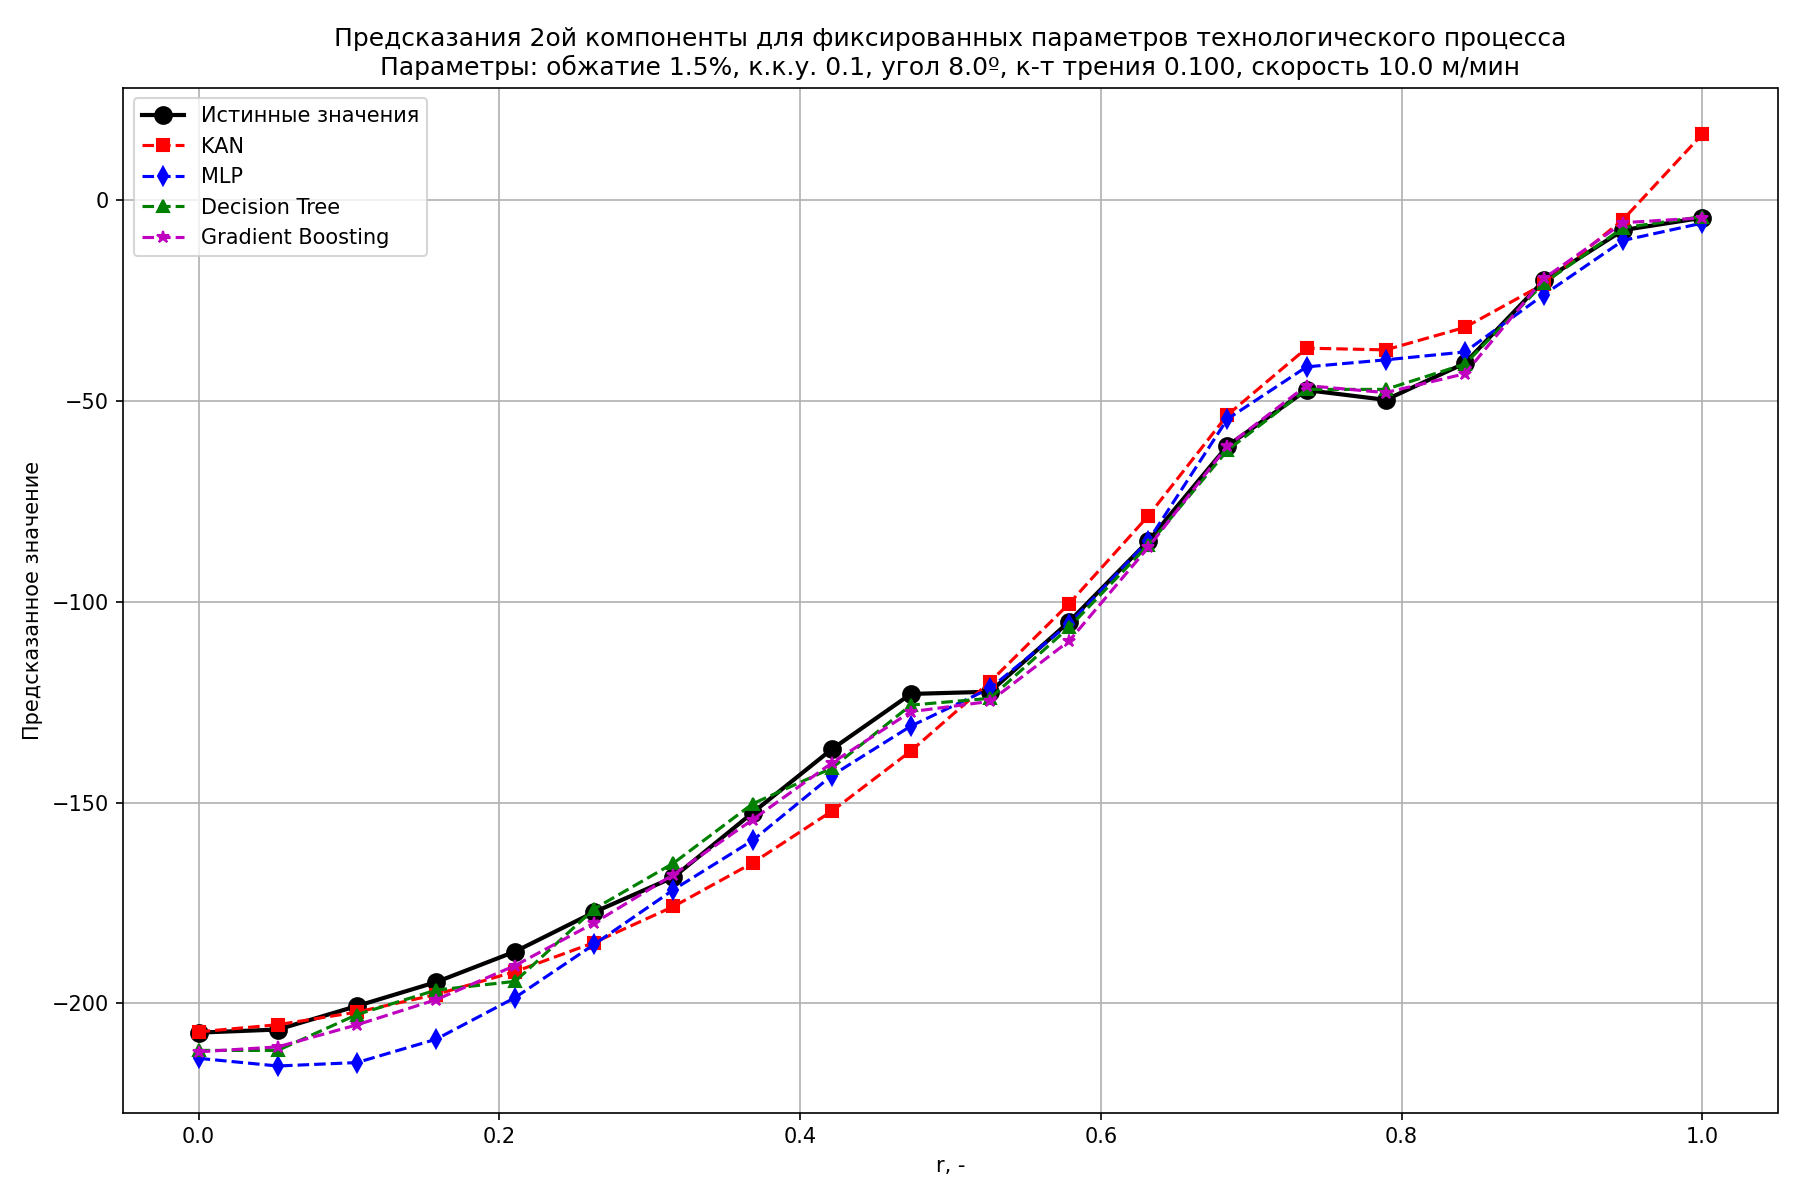 Предсказания 2ой компоненты для фиксированных параметров технологического процесса
Параметры: обжатие 1.5%, к.к.у. 0.1, угол 8.0º, к-т трения 0.100, скорость 10.0 м/мин
Истинные значения
KAN
MLP
Decision Tree
Gradient Boosting
Предсказанное значение
0
−50
−100
−150
−200
0.0
0.2
0.4
0.6
0.8
1.0
r, -